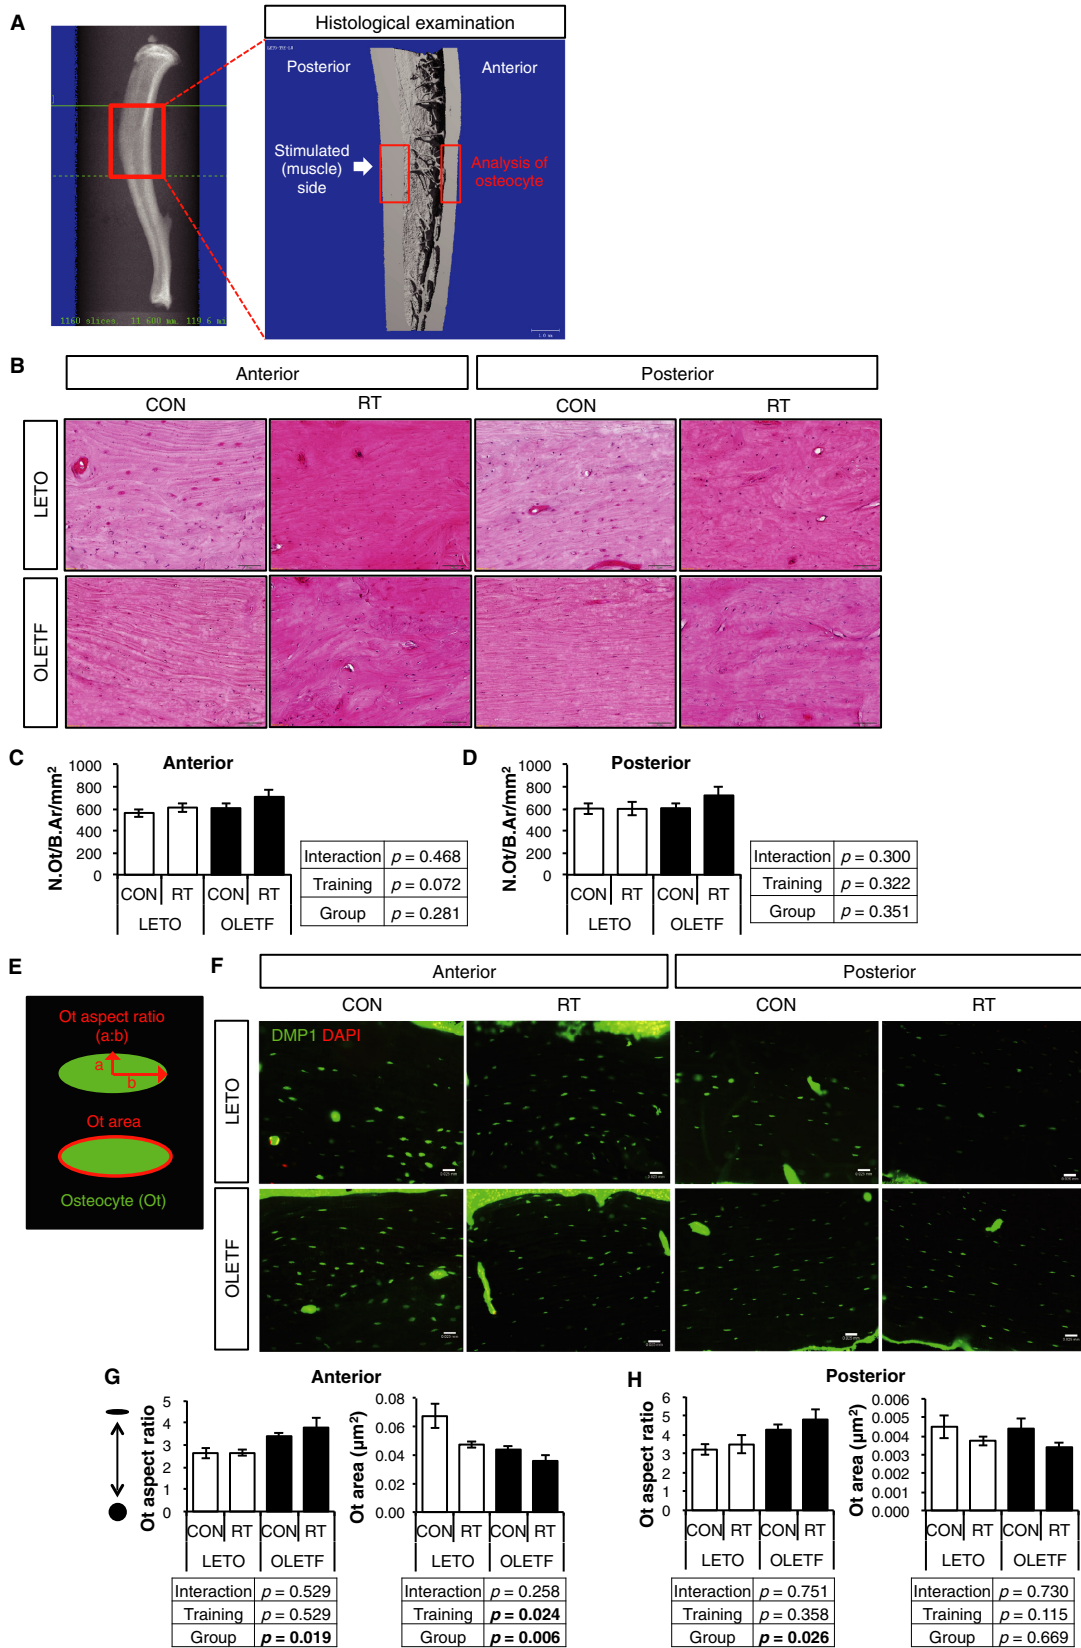 A
Histological examination
Posterior
Anterior
Stimulated
(muscle)
side
Analysis of
osteocyte
B
Anterior
Posterior
CON
RT
CON
RT
LETO
OLETF
C
Anterior
N.Ot/B.Ar/mm²
1000
800
600
400
200
0
CON RT CON RT
LETO OLETF
Interaction p = 0.468
Training p = 0.072
Group p = 0.281
D
Posterior
N.Ot/B.Ar/mm²
1000
800
600
400
200
0
CON RT CON RT
LETO OLETF
Interaction p = 0.300
Training p = 0.322
Group p = 0.351
E
Ot aspect ratio
(a:b)
a
b
Ot area
Osteocyte (Ot)
F
Anterior
Posterior
CON
RT
CON
RT
DMP1 DAPI
LETO
OLETF
G
Anterior
Ot aspect ratio
5
4
3
2
1
0
CON RT CON RT
LETO OLETF
Interaction p = 0.529
Training p = 0.529
Group p = 0.019
Ot area (µm²)
0.08
0.06
0.04
0.02
0.00
CON RT CON RT
LETO OLETF
Interaction p = 0.258
Training p = 0.024
Group p = 0.006
H
Posterior
Ot aspect ratio
6
5
4
3
2
1
0
CON RT CON RT
LETO OLETF
Interaction p = 0.751
Training p = 0.358
Group p = 0.026
Ot area (µm²)
0.006
0.005
0.004
0.003
0.002
0.001
0.000
CON RT CON RT
LETO OLETF
Interaction p = 0.730
Training p = 0.115
Group p = 0.669